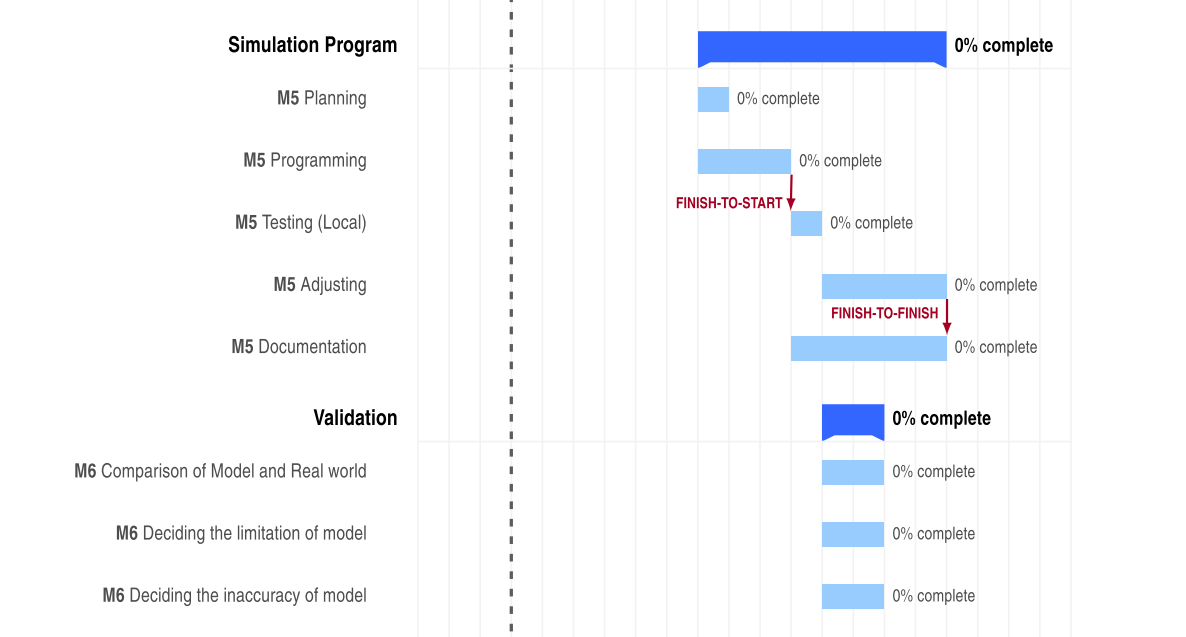 Simulation Program 0% complete
M5 Planning 0% complete
M5 Programming 0% complete
FINISH-TO-START
M5 Testing (Local) 0% complete
M5 Adjusting 0% complete
FINISH-TO-FINISH
M5 Documentation 0% complete
Validation 0% complete
M6 Comparison of Model and Real world 0% complete
M6 Deciding the limitation of model 0% complete
M6 Deciding the inaccuracy of model 0% complete